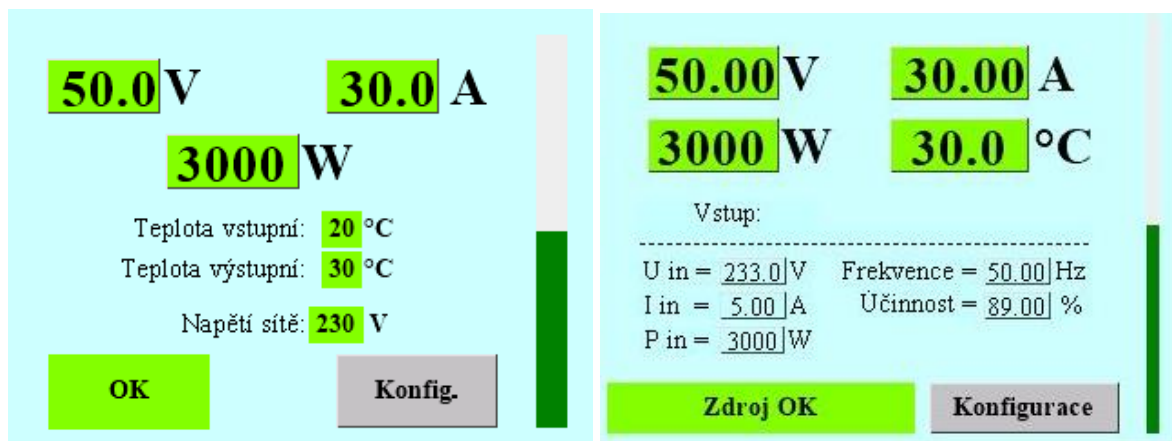 50.0 V 30.0 A
3000 W
Teplota vstupní: 20 °C
Teplota výstupní: 30 °C
Napětí sítě: 230 V
OK Konfig.
50.00 V 30.00 A
3000 W 30.0 °C
Vstup:
U in = 233.0 V Frekvence = 50.00 Hz
I in = 5.00 A Účinnost = 89.00 %
P in = 3000 W
Zdroj OK Konfigurace